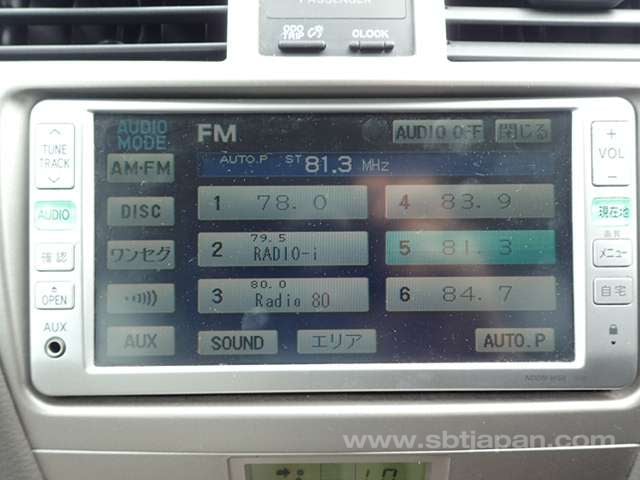 PASSENGER
ODO TRIP
CLOCK
TUNE TRACK
AUDIO
確認
OPEN
AUX
AUDIO MODE
FM
AUDIO OFF
閉じる
AM・FM
AUTO.P ST 81.3 MHz
DISC
ワンセグ
AUX
1 78.0
4 83.9
2 79.5 RADIO-i
5 81.3
3 80.0 Radio 80
6 84.7
SOUND
エリア
AUTO.P
+
VOL
−
現在地
画質
メニュー
自宅
www.sbtjapan.com
10